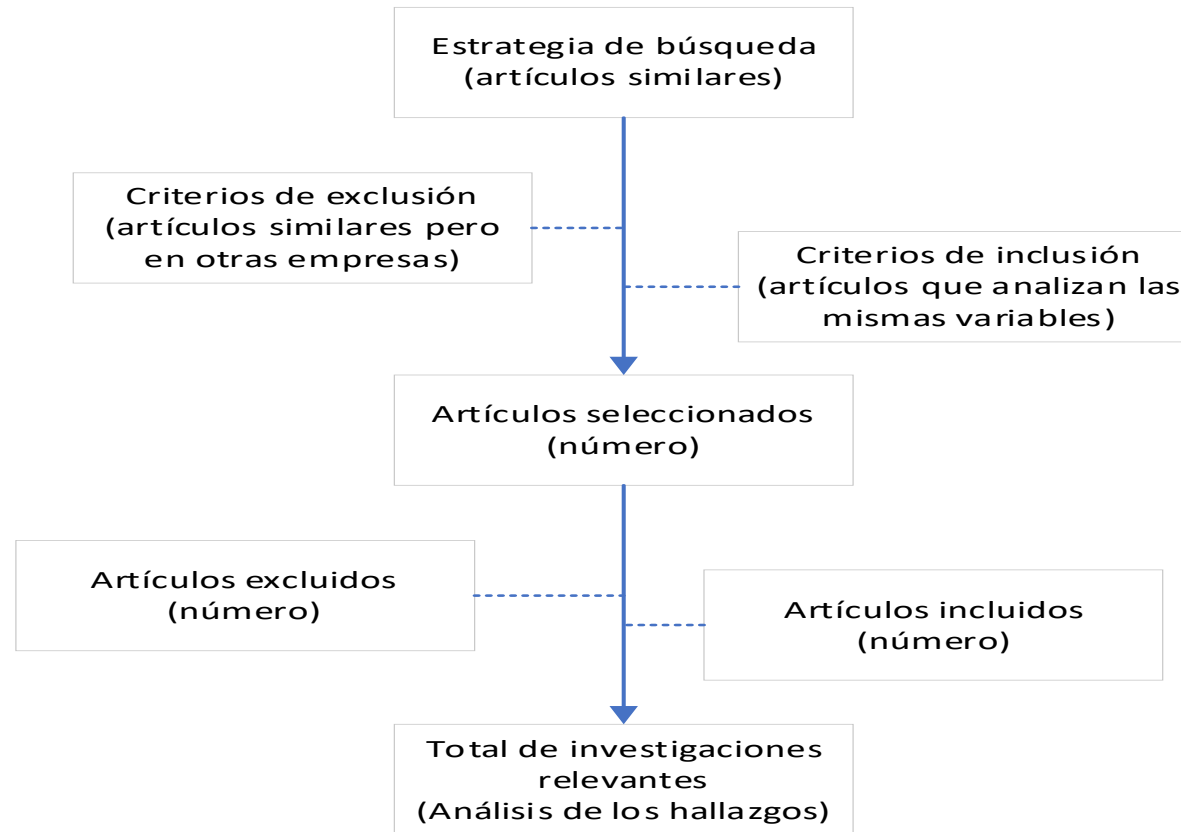 Estrategia de búsqueda
(artículos similares)
Criterios de exclusión
(artículos similares pero
en otras empresas)
Criterios de inclusión
(artículos que analizan las
mismas variables)
Artículos seleccionados
(número)
Artículos excluidos
(número)
Artículos incluidos
(número)
Total de investigaciones
relevantes
(Análisis de los hallazgos)